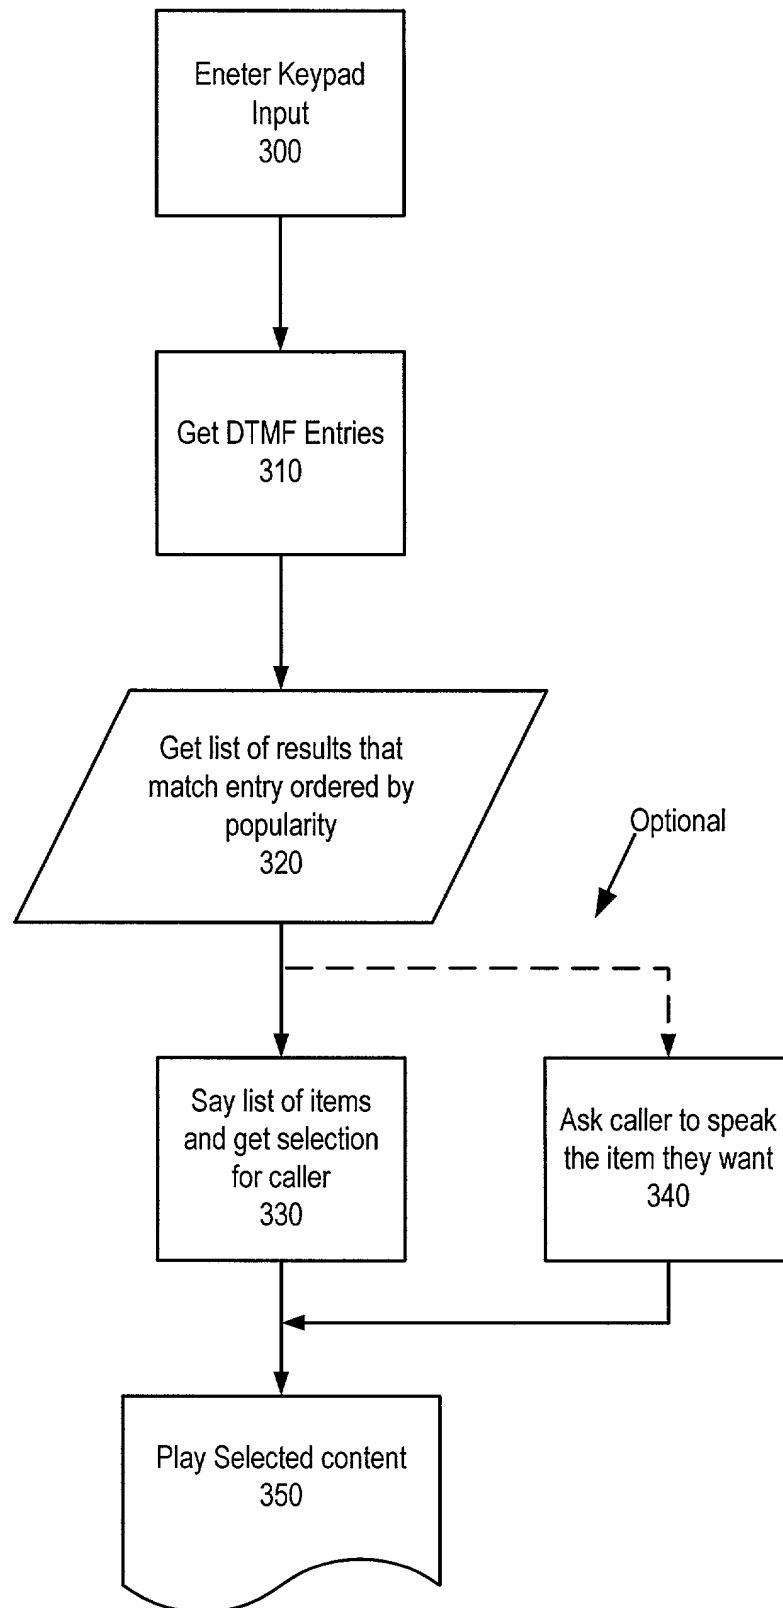 Eneter Keypad
Input
300
Get DTMF Entries
310
Get list of results that
match entry ordered by
popularity
320
Optional
Say list of items
and get selection
for caller
330
Ask caller to speak
the item they want
340
Play Selected content
350